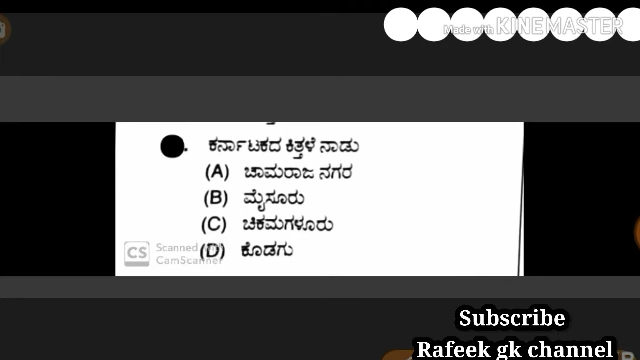 Made with KINEMASTER
ಕರ್ನಾಟಕದ ಕಿತ್ತಳೆ ನಾಡು
(A) ಚಾಮರಾಜ ನಗರ
(B) ಮೈಸೂರು
(C) ಚಿಕಮಗಳೂರು
(D) ಕೊಡಗು
CS Scanned with
CamScanner
Subscribe
Rafeek gk channel